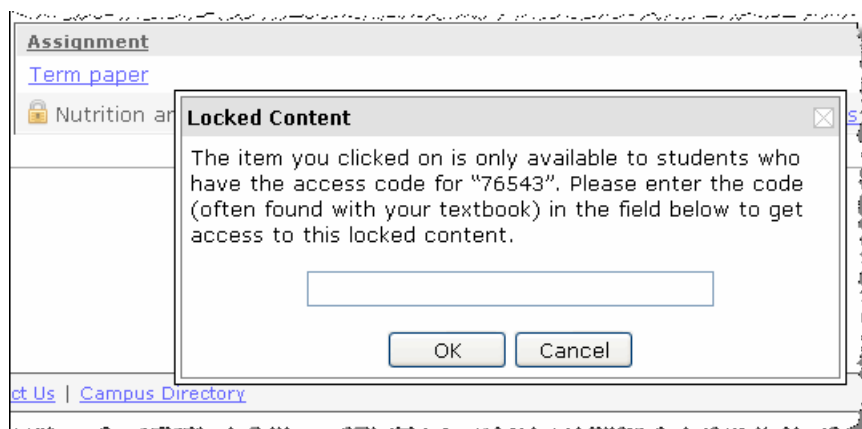 Assignment
Term paper
Nutrition ar
Locked Content
The item you clicked on is only available to students who
have the access code for “76543”. Please enter the code
(often found with your textbook) in the field below to get
access to this locked content.
OK Cancel
ct Us | Campus Directory